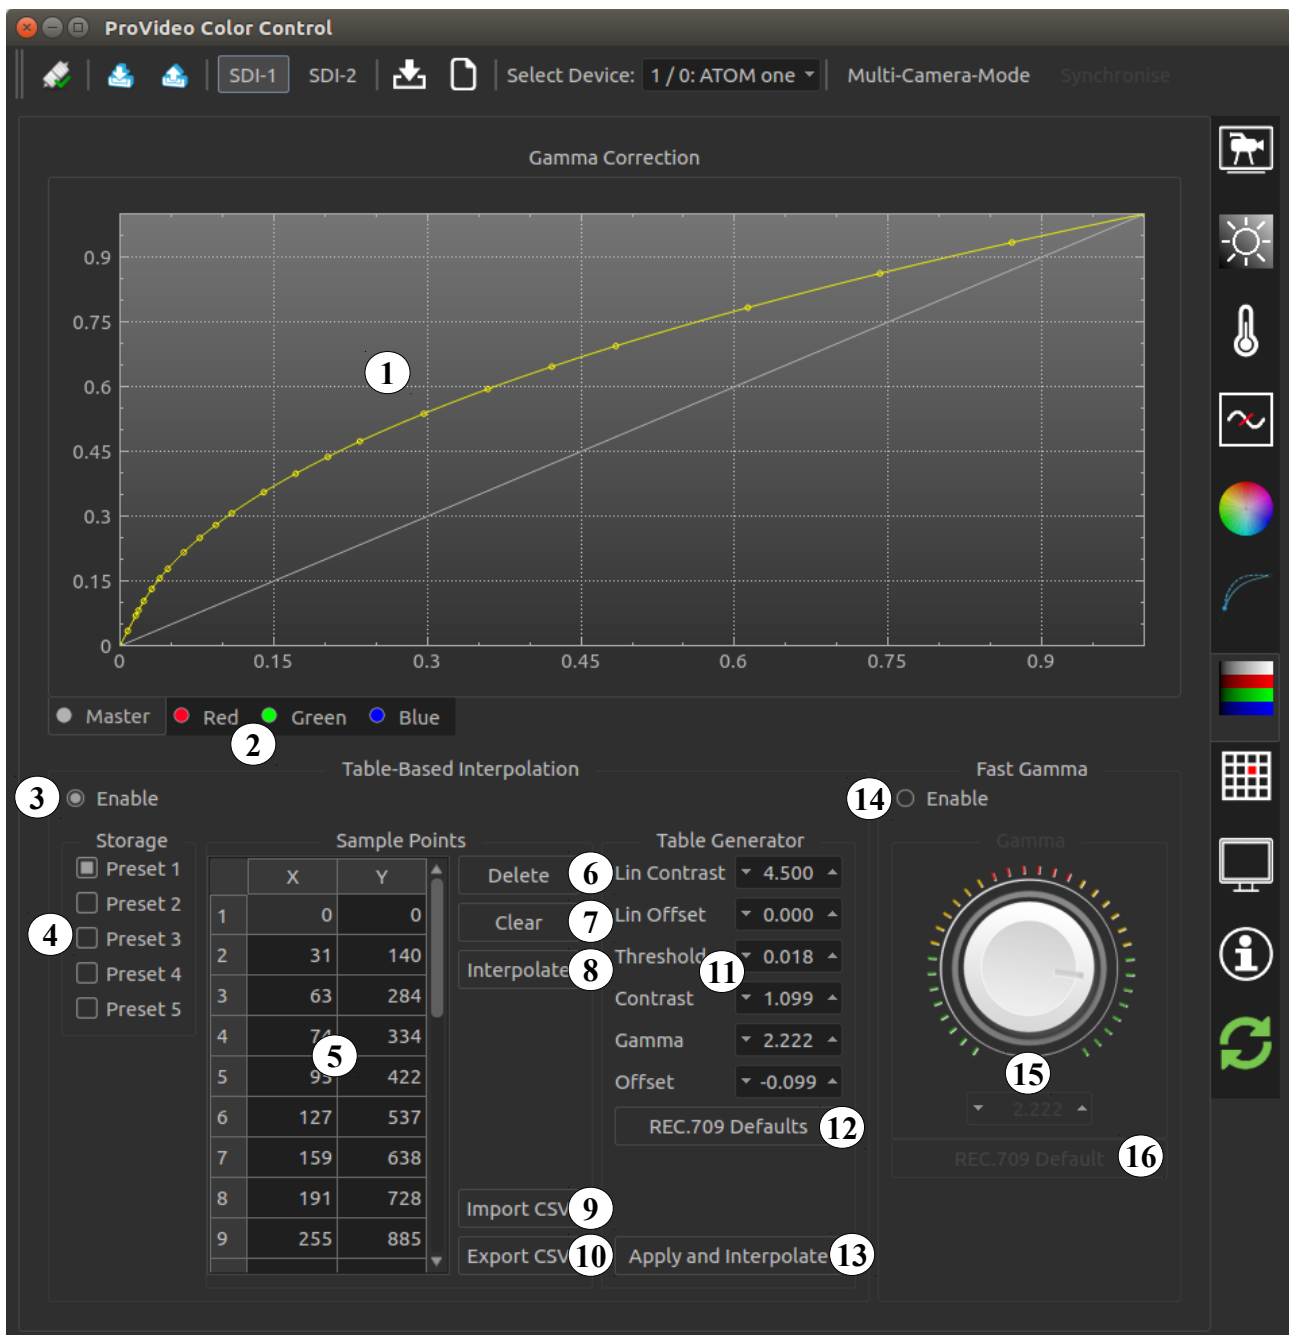 ProVideo Color Control
SDI-1 SDI-2 Select Device: 1 / 0: ATOM one Multi-Camera-Mode Synchronise
Gamma Correction
0.9
0.75
0.6
0.45
0.3
0.15
0
0 0.15 0.3 0.45 0.6 0.75 0.9
1
Master Red Green Blue
2
Table-Based Interpolation
3 Enable
Storage
Preset 1
Preset 2
Preset 3
Preset 4
Preset 5
4
Sample Points
X Y
1 0 0
2 31 140
3 63 284
4 74 334
5 95 422
6 127 537
7 159 638
8 191 728
9 255 885
5
Delete 6
Clear 7
Interpolate 8
Import CSV 9
Export CSV 10
Table Generator
Lin Contrast 4.500
Lin Offset 0.000
Threshold 0.018
11
Contrast 1.099
Gamma 2.222
Offset -0.099
REC.709 Defaults 12
Apply and Interpolate 13
Fast Gamma
14 Enable
Gamma
15
2.222
REC.709 Default 16